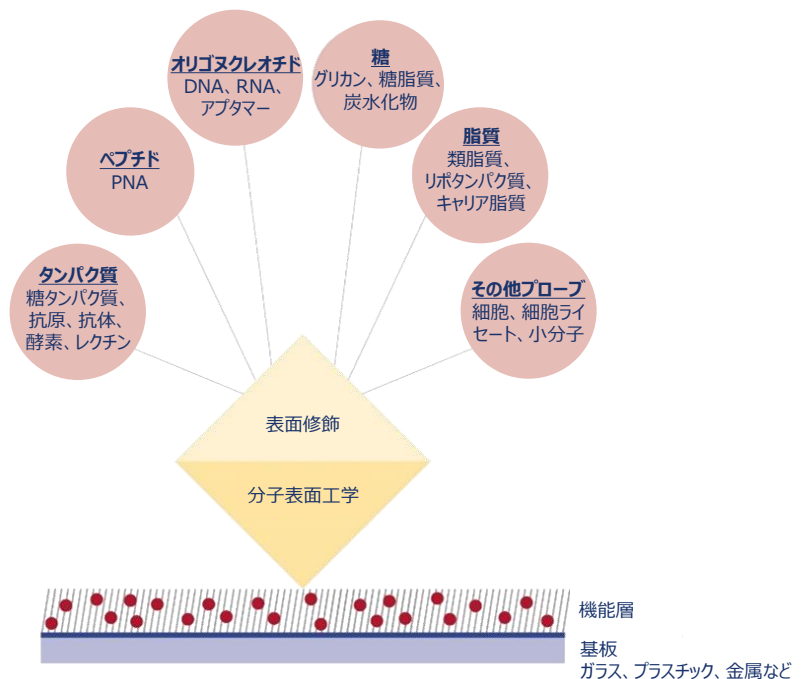 オリゴヌクレオチド
DNA、RNA、
アプタマー
糖
グリカン、糖脂質、
炭水化物
ペプチド
PNA
脂質
類脂質、
リポタンパク質、
キャリア脂質
タンパク質
糖タンパク質、
抗原、抗体、
酵素、レクチン
その他プローブ
細胞、細胞ライ
セート、小分子
表面修飾
分子表面工学
機能層
基板
ガラス、プラスチック、金属など